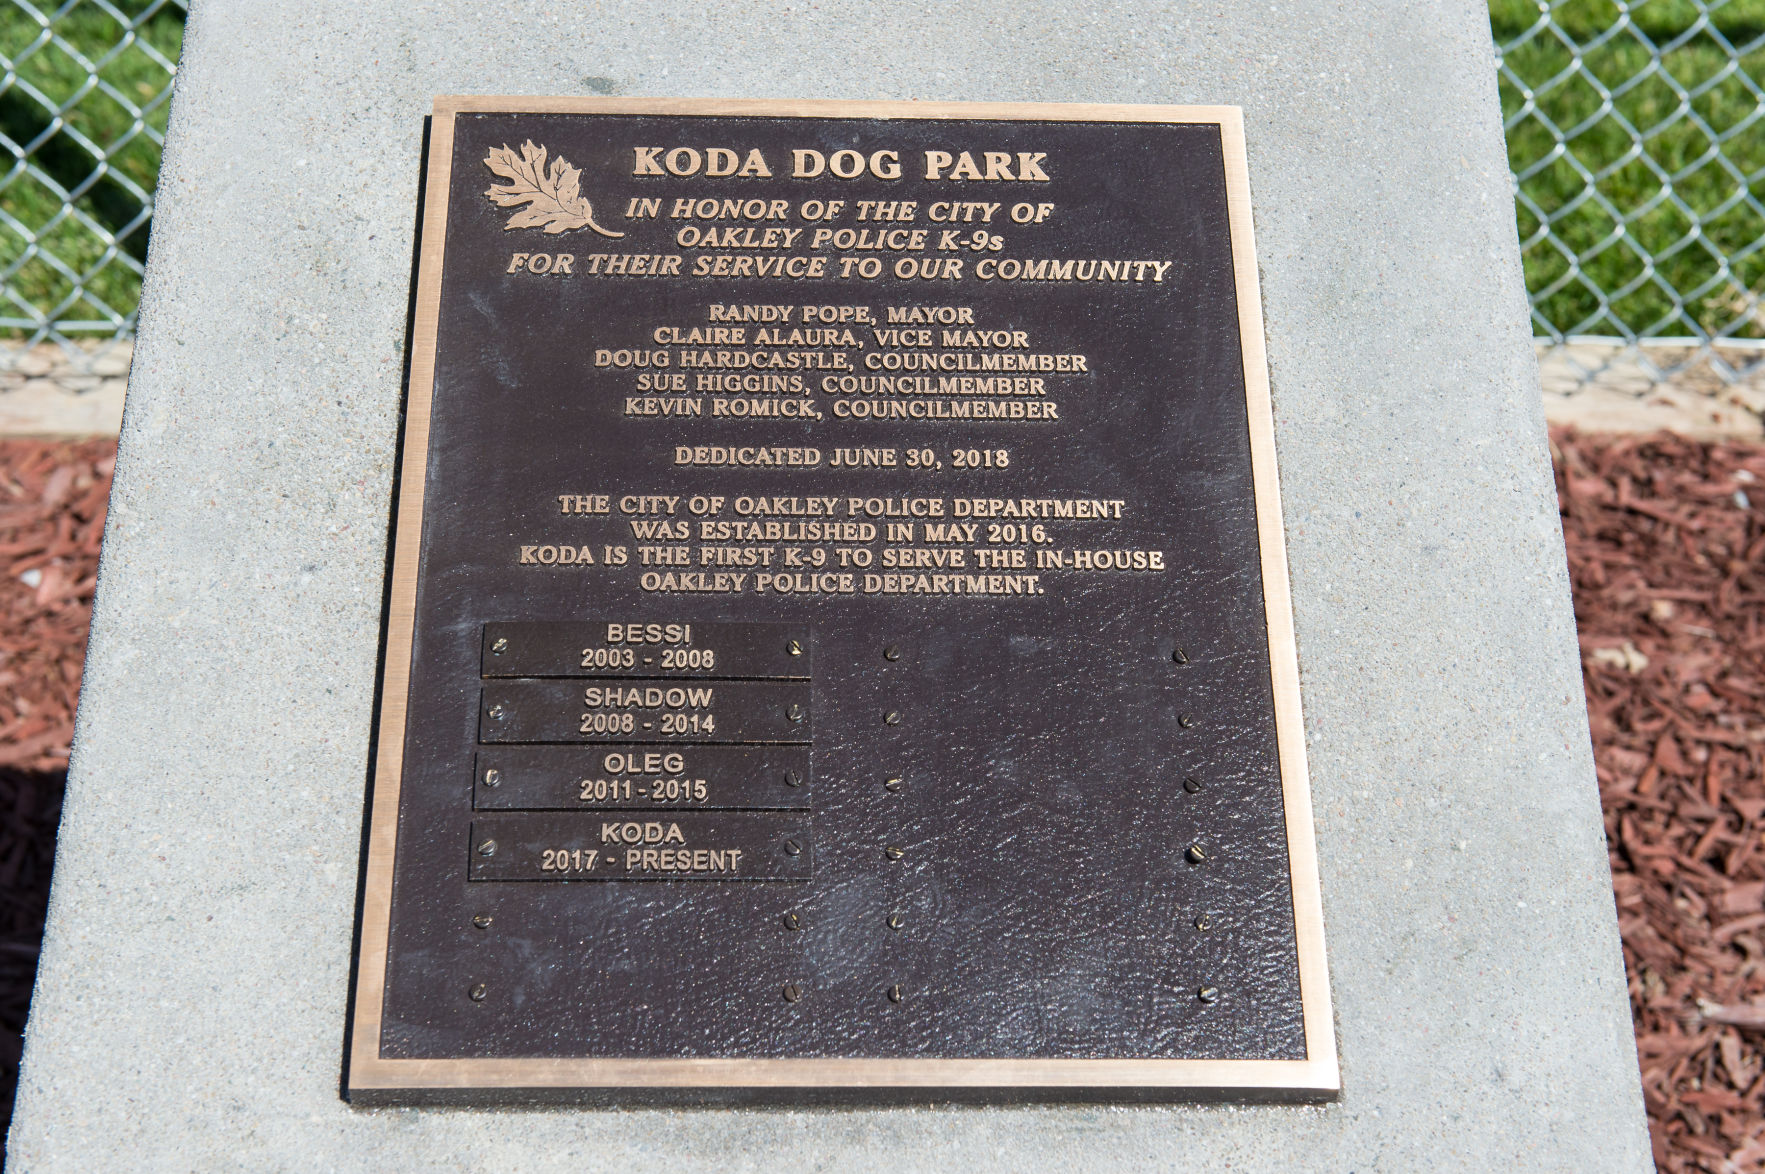 KODA DOG PARK
IN HONOR OF THE CITY OF
OAKLEY POLICE K-9s
FOR THEIR SERVICE TO OUR COMMUNITY
RANDY POPE, MAYOR
CLAIRE ALAURA, VICE MAYOR
DOUG HARDCASTLE, COUNCILMEMBER
SUE HIGGINS, COUNCILMEMBER
KEVIN ROMICK, COUNCILMEMBER
DEDICATED JUNE 30, 2018
THE CITY OF OAKLEY POLICE DEPARTMENT
WAS ESTABLISHED IN MAY 2016.
KODA IS THE FIRST K-9 TO SERVE THE IN-HOUSE
OAKLEY POLICE DEPARTMENT.
BESSI
2003 - 2008
SHADOW
2008 - 2014
OLEG
2011 - 2015
KODA
2017 - PRESENT